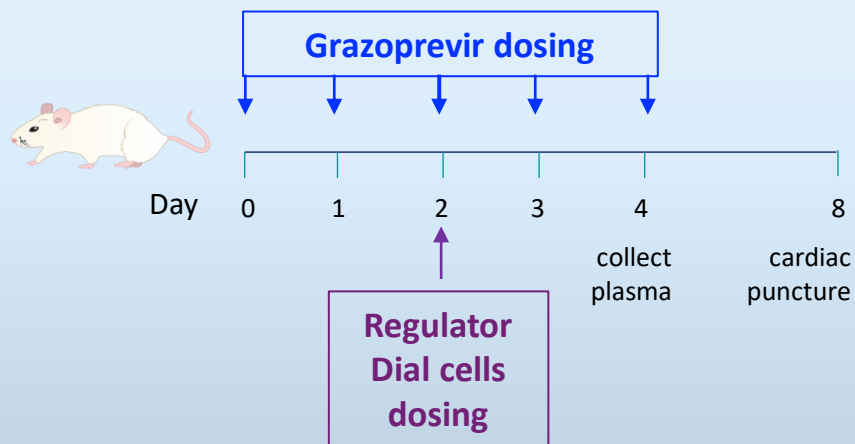 Grazoprevir dosing
Day 0 1 2 3 4 8
collect
plasma
cardiac
puncture
Regulator
Dial cells
dosing